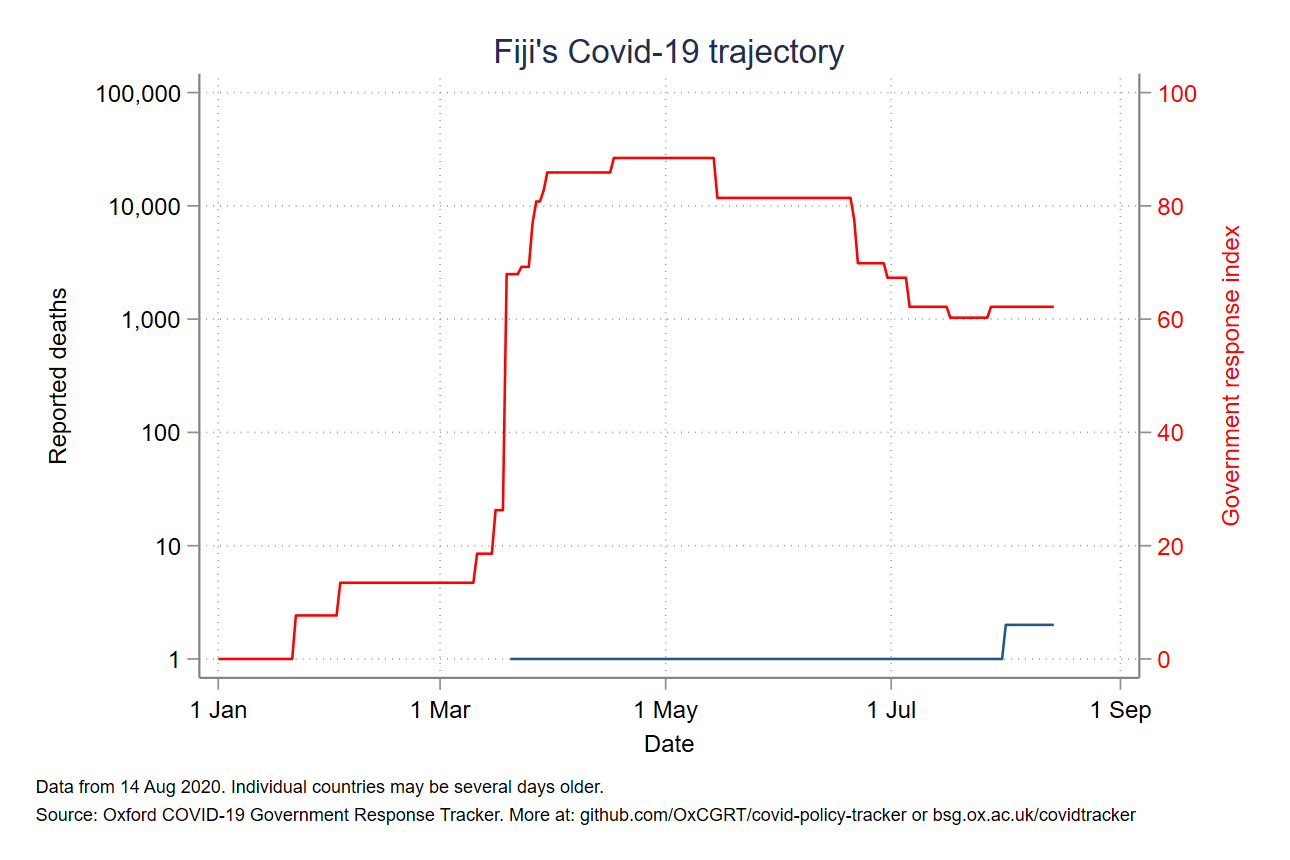 Fiji's Covid-19 trajectory
100,000
10,000
1,000
100
10
1
Reported deaths
100
80
60
40
20
0
Government response index
1 Jan
1 Mar
1 May
1 Jul
1 Sep
Date
Data from 14 Aug 2020. Individual countries may be several days older.
Source: Oxford COVID-19 Government Response Tracker. More at: github.com/OxCGRT/covid-policy-tracker or bsg.ox.ac.uk/covidtracker